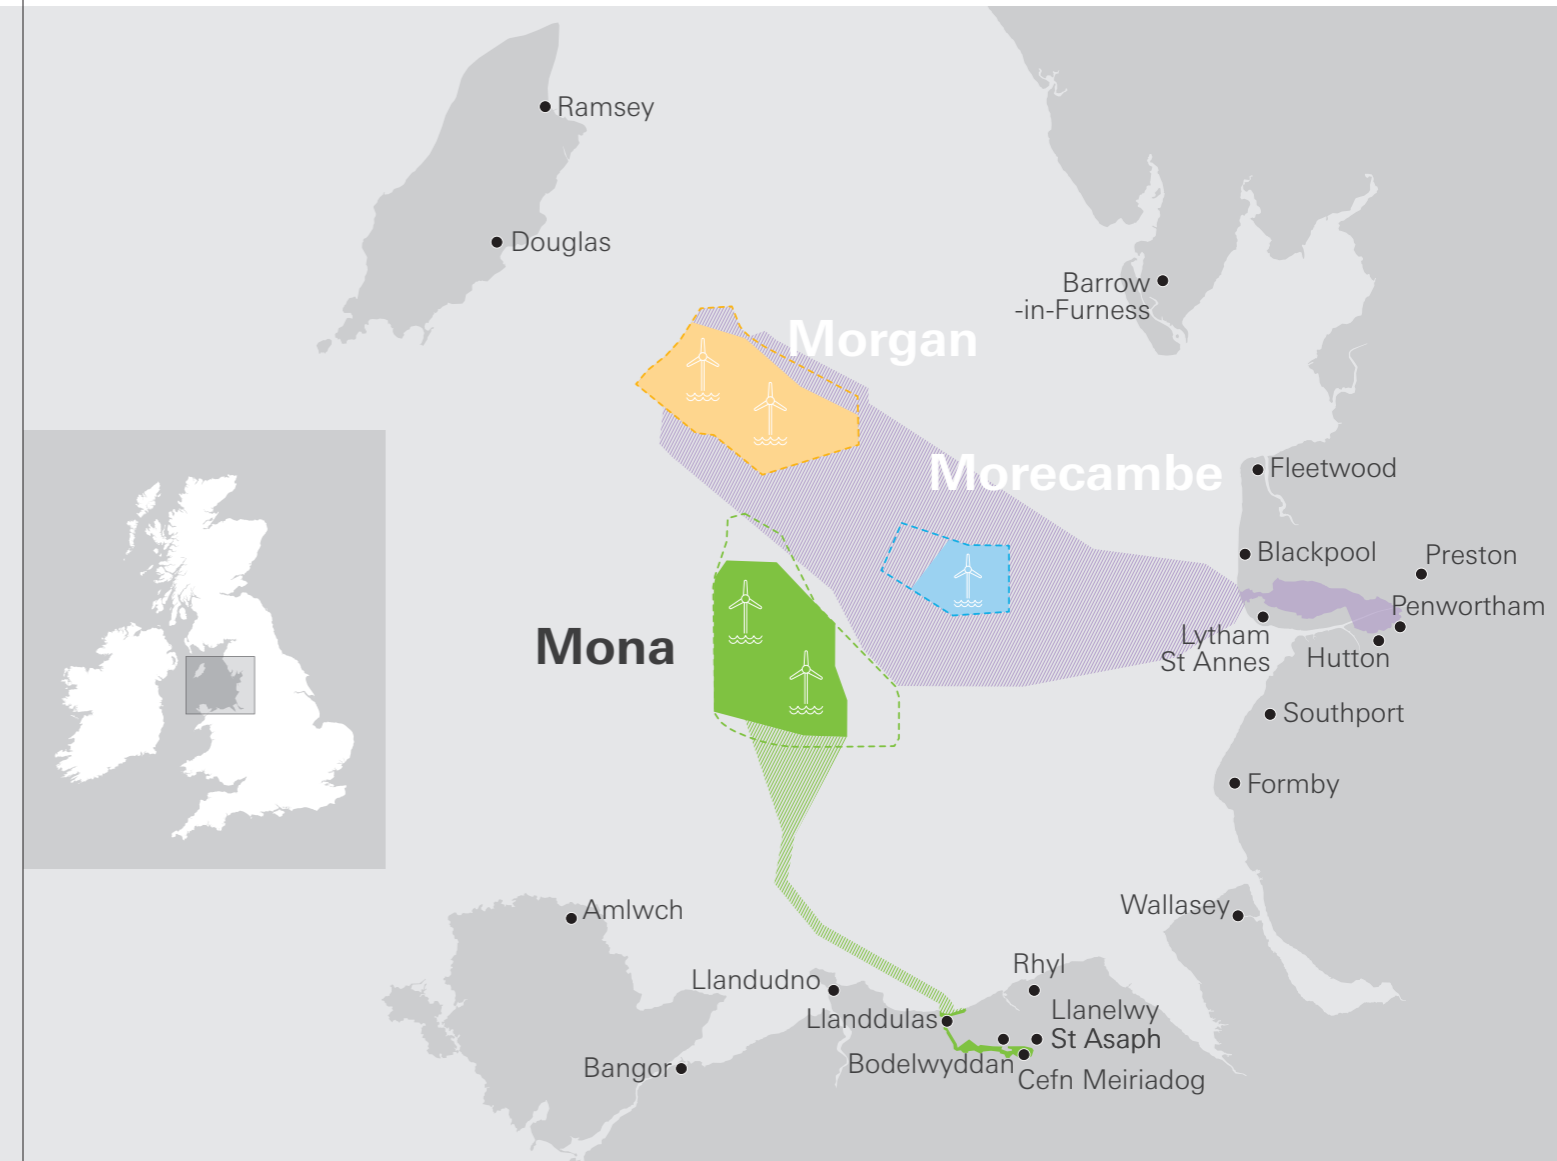 Ramsey
Douglas
Barrow
-in-Furness
Morgan
Morecambe
Fleetwood
Blackpool
Preston
Penwortham
Lytham
St Annes
Hutton
Mona
Southport
Formby
Wallasey
Amlwch
Llandudno
Rhyl
Llanddulas
Llanelwy
St Asaph
Bodelwyddan
Bangor
Cefn Meiriadog